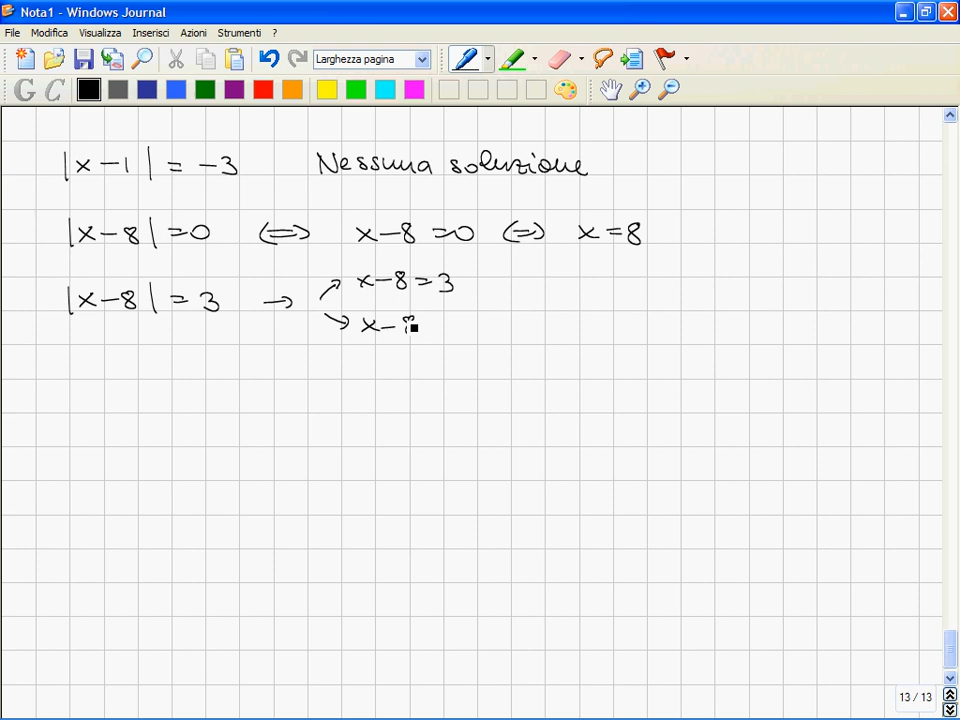 Nota1 - Windows Journal
File Modifica Visualizza Inserisci Azioni Strumenti ?
Larghezza pagina
G C
|x-1| = -3 Nessuna soluzione
|x-8| = 0 ⇔ x-8 = 0 ⇔ x = 8
|x-8| = 3 → ↗ x-8 = 3
↘ x-
13 / 13